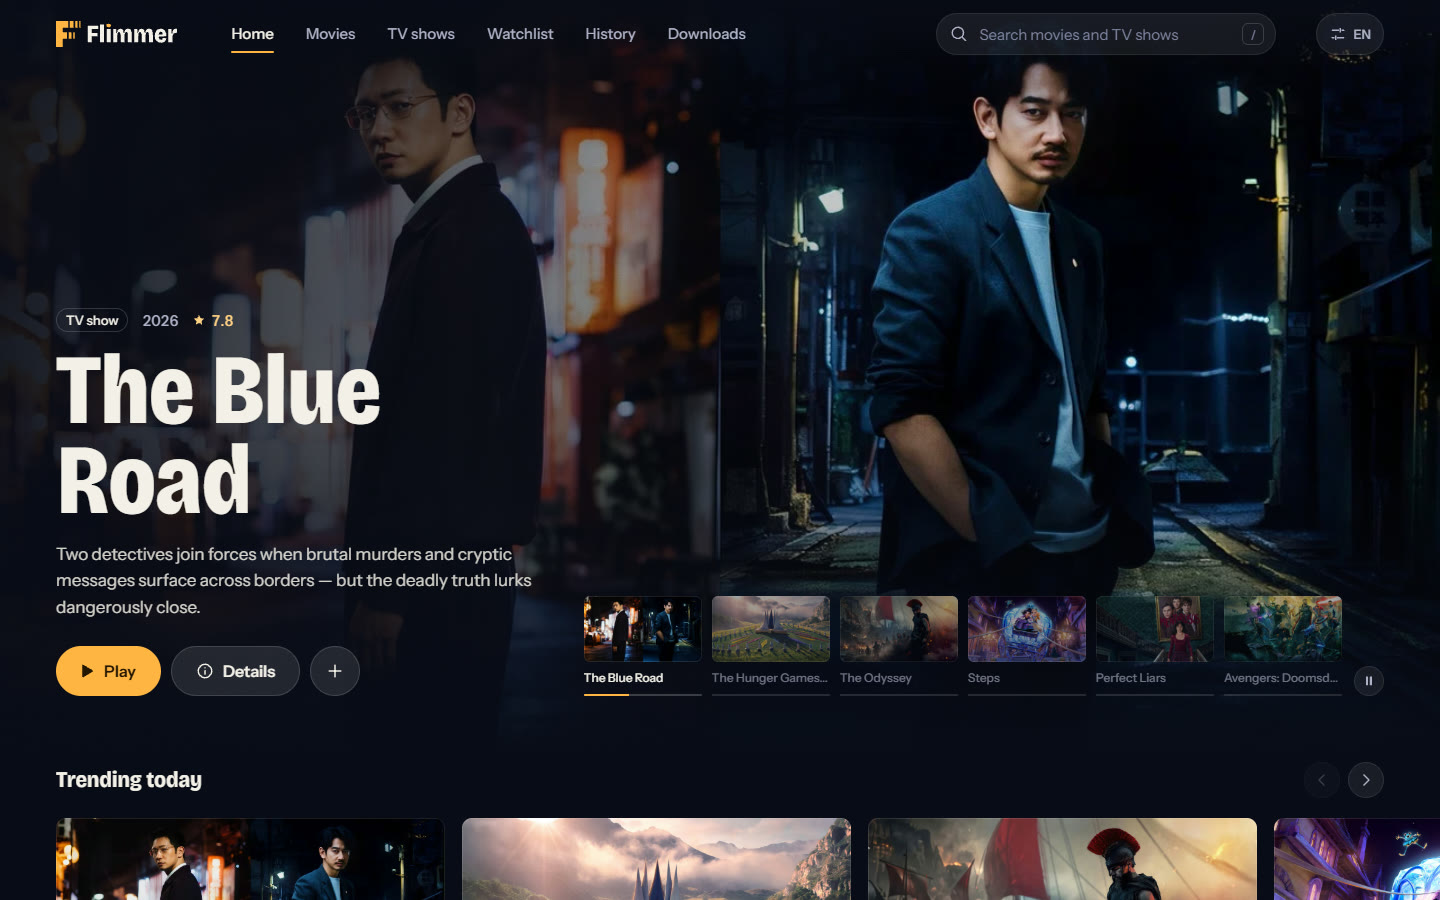 Flimmer
Home
Movies
TV shows
Watchlist
History
Downloads
Search movies and TV shows
/
EN
TV show
2026
7.8
The Blue
Road
Two detectives join forces when brutal murders and cryptic
messages surface across borders — but the deadly truth lurks
dangerously close.
Play
Details
The Blue Road
The Hunger Games...
The Odyssey
Steps
Perfect Liars
Avengers: Doomsd...
Trending today